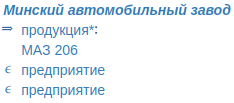 Минский автомобильный завод
⇒ продукция*:
МАЗ 206
ϵ предприятие
ϵ предприятие